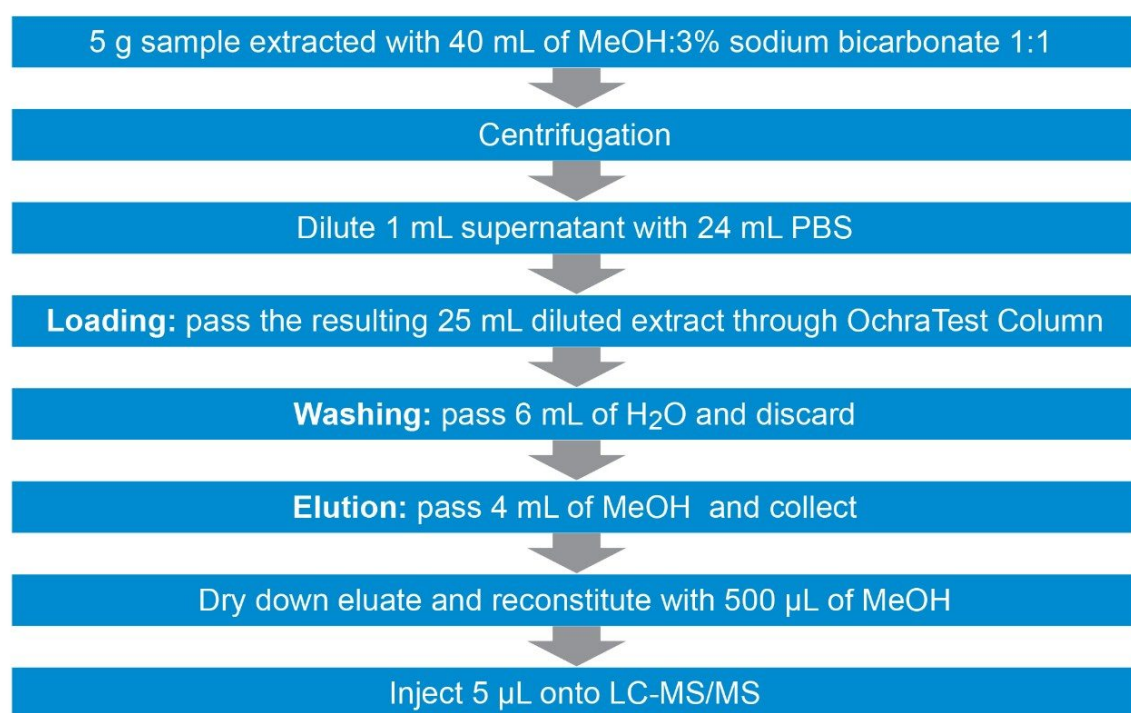 5 g sample extracted with 40 mL of MeOH:3% sodium bicarbonate 1:1
Centrifugation
Dilute 1 mL supernatant with 24 mL PBS
Loading: pass the resulting 25 mL diluted extract through OchraTest Column
Washing: pass 6 mL of H₂O and discard
Elution: pass 4 mL of MeOH and collect
Dry down eluate and reconstitute with 500 µL of MeOH
Inject 5 µL onto LC-MS/MS